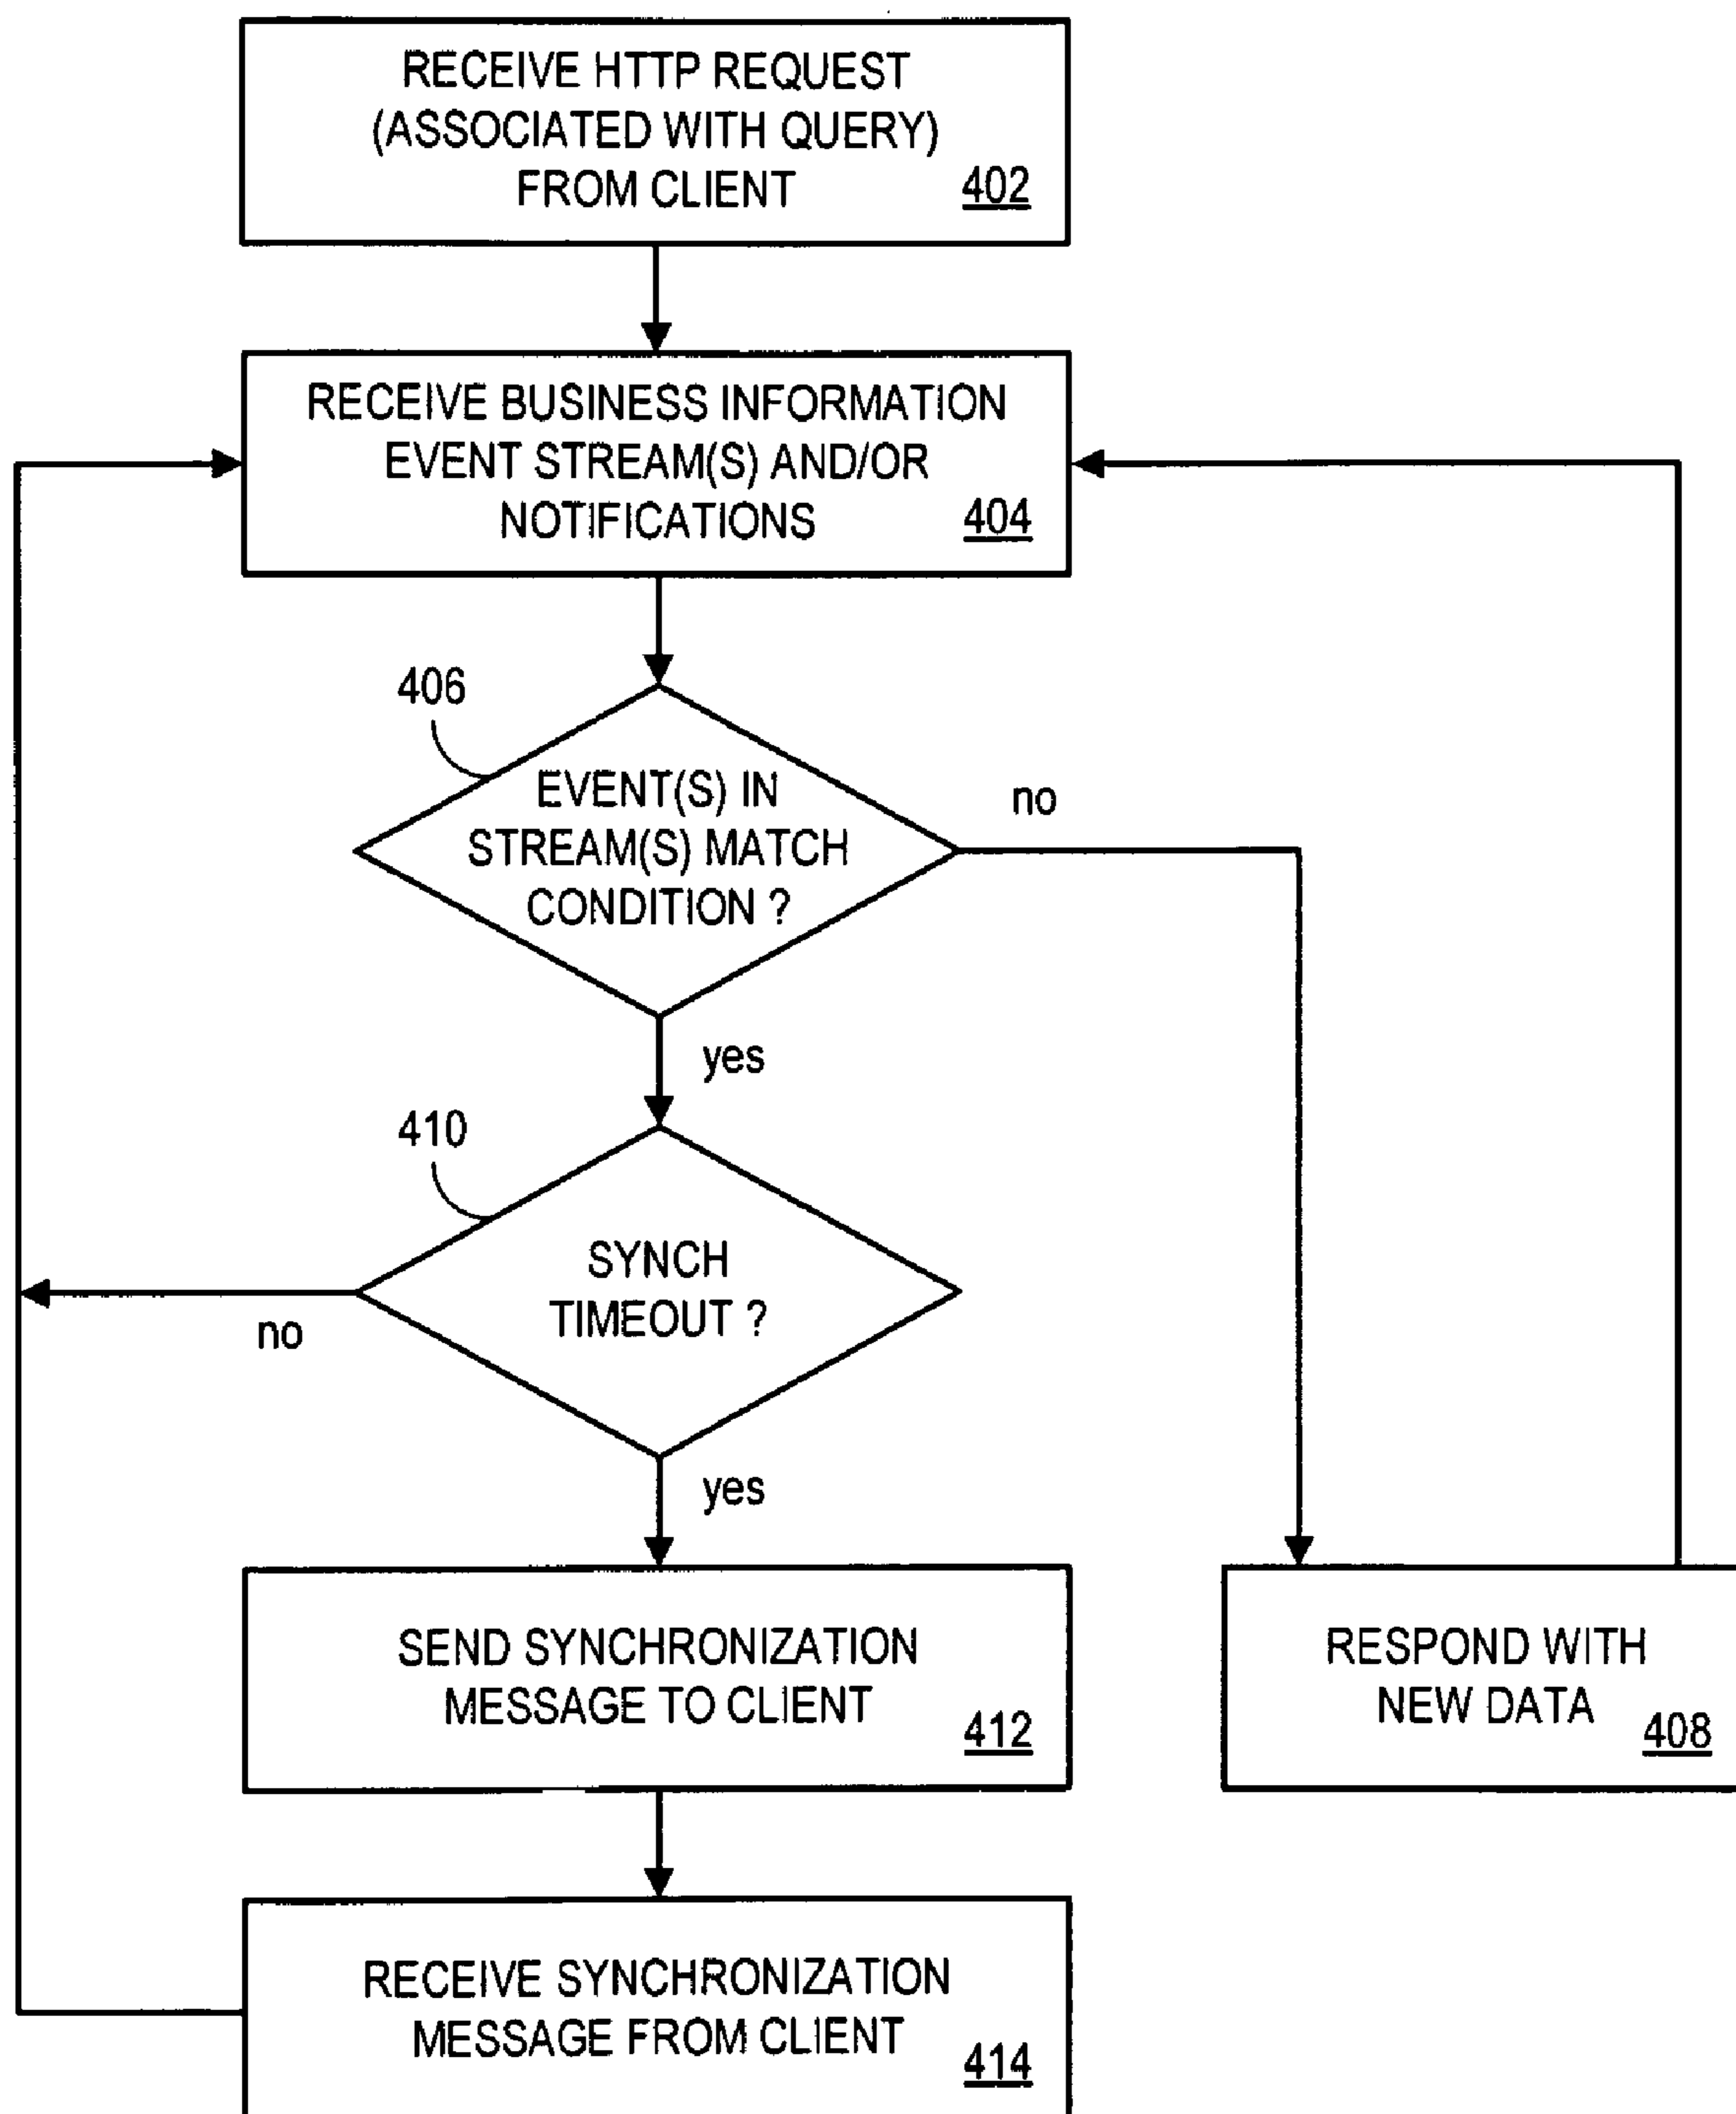 RECEIVE HTTP REQUEST
(ASSOCIATED WITH QUERY)
FROM CLIENT
402
RECEIVE BUSINESS INFORMATION
EVENT STREAM(S) AND/OR
NOTIFICATIONS
404
406
EVENT(S) IN
STREAM(S) MATCH
CONDITION ?
no
yes
410
SYNCH
TIMEOUT ?
no
yes
SEND SYNCHRONIZATION
MESSAGE TO CLIENT
412
RESPOND WITH
NEW DATA
408
RECEIVE SYNCHRONIZATION
MESSAGE FROM CLIENT
414